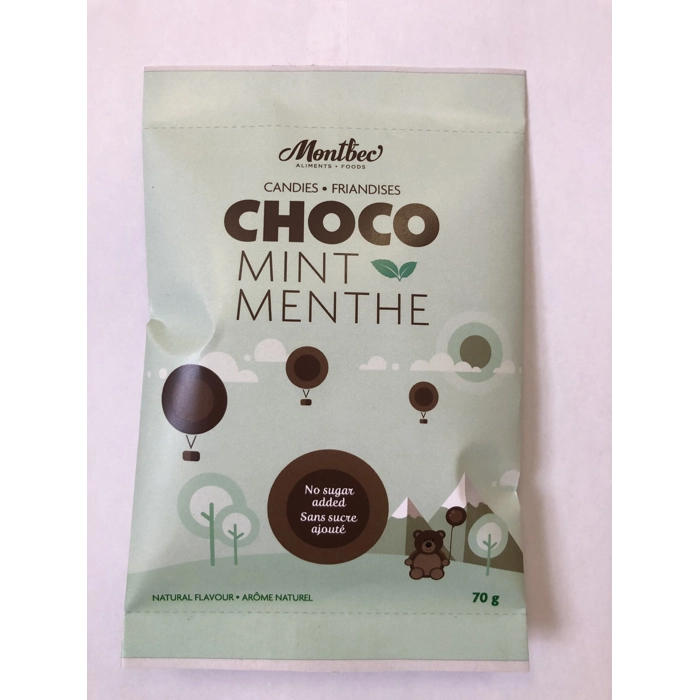 Montbec
ALIMENTS • FOODS
CANDIES • FRIANDISES
CHOCO
MINT
MENTHE
No sugar
added
Sans sucre
ajouté
NATURAL FLAVOUR • ARÔME NATUREL
70 g